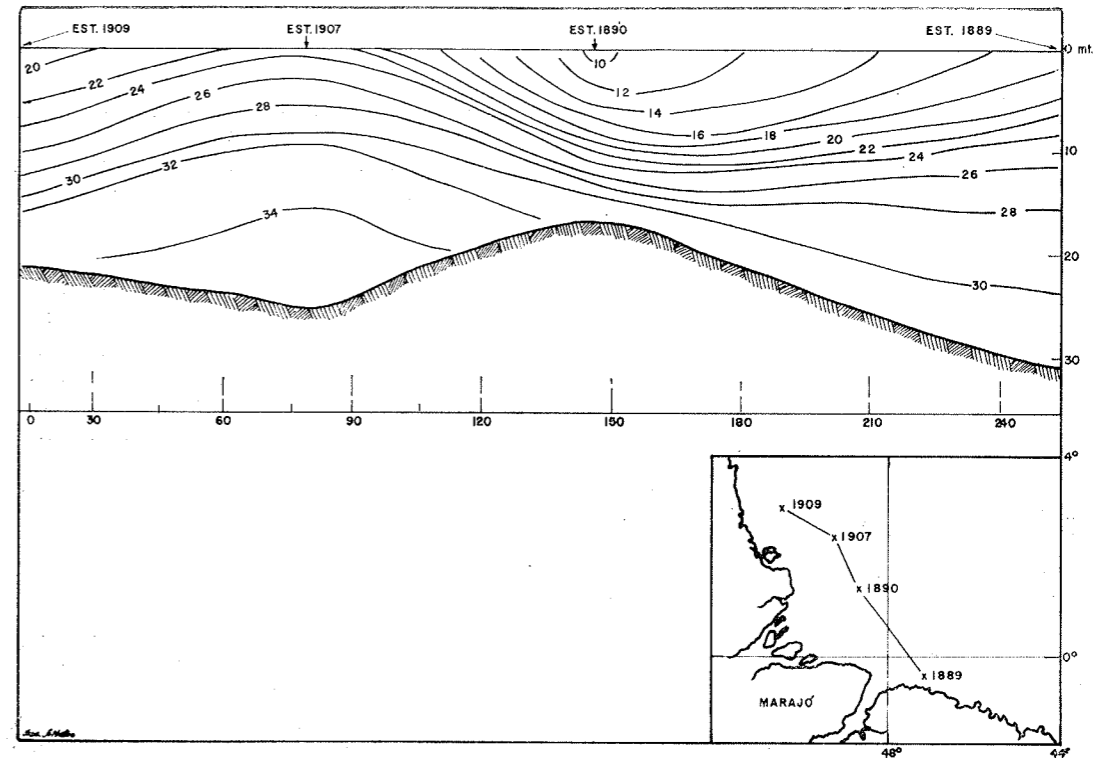 EST. 1909 EST. 1907 EST. 1890 EST. 1889
0 mt.
20 22 24 26 28 30 32 34
10 12 14 16 18 20 22 24 26 28 30
10
20
30
0 30 60 90 120 150 180 210 240
4°
x 1909
x 1907
x 1890
0°
x 1889
MARAJÓ
48° 44°